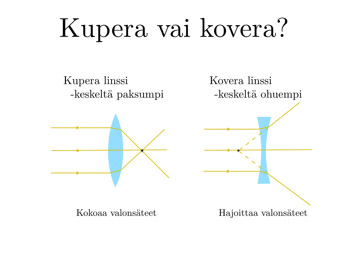 Kupera vai kovera?
Kupera linssi
-keskeltä paksumpi
Kovera linssi
-keskeltä ohuempi
Kokoaa valonsäteet
Hajoittaa valonsäteet